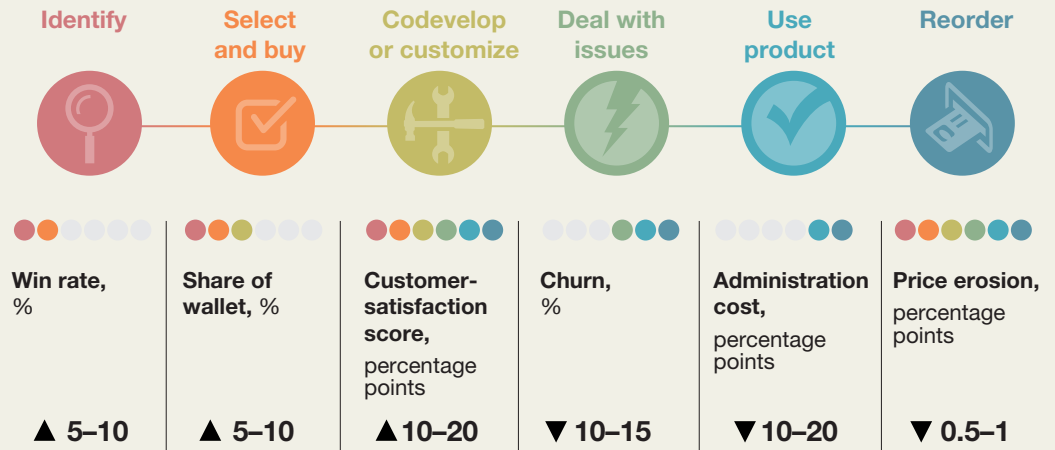 Identify
Select
and buy
Codevelop
or customize
Deal with
issues
Use
product
Reorder
Win rate,
%
Share of
wallet, %
Customer-
satisfaction
score,
percentage
points
Churn,
%
Administration
cost,
percentage
points
Price erosion,
percentage
points
▲ 5–10
▲ 5–10
▲ 10–20
▼ 10–15
▼ 10–20
▼ 0.5–1